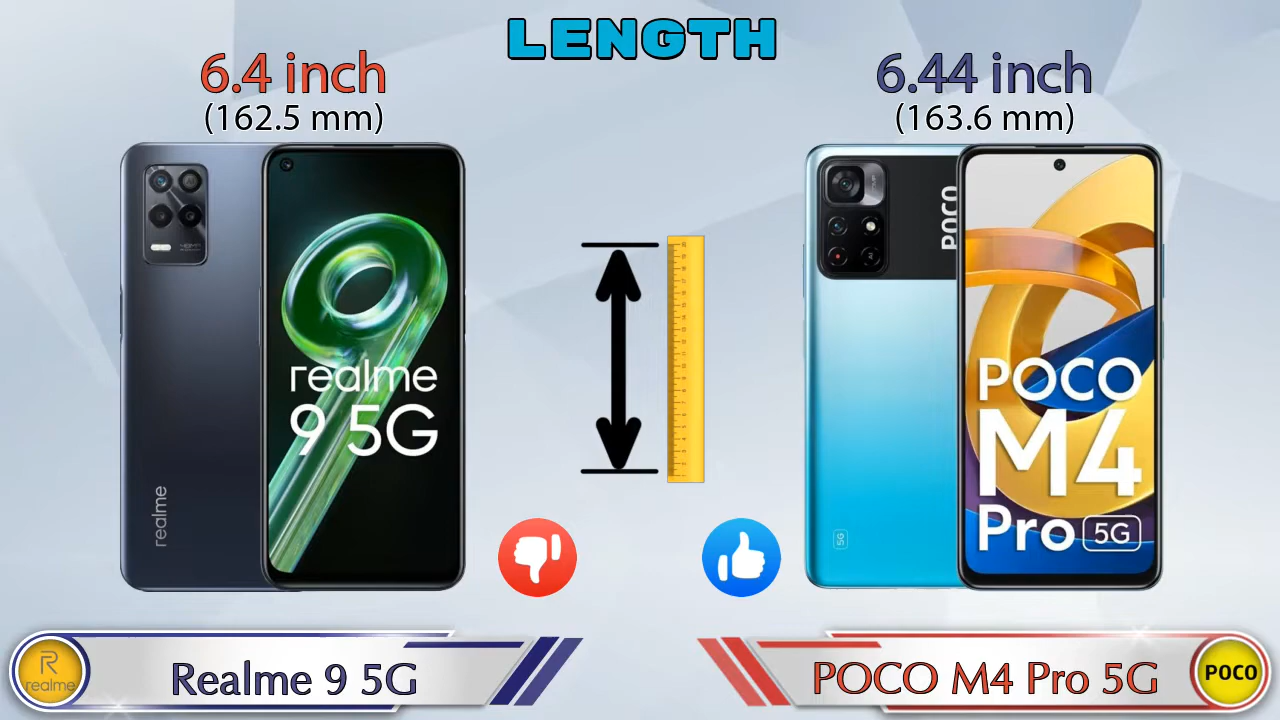 LENGTH
6.4 inch
(162.5 mm)
6.44 inch
(163.6 mm)
realme
9 5G
realme
POCO
POCO
M4
Pro 5G
5G
R
realme
Realme 9 5G
POCO M4 Pro 5G
POCO